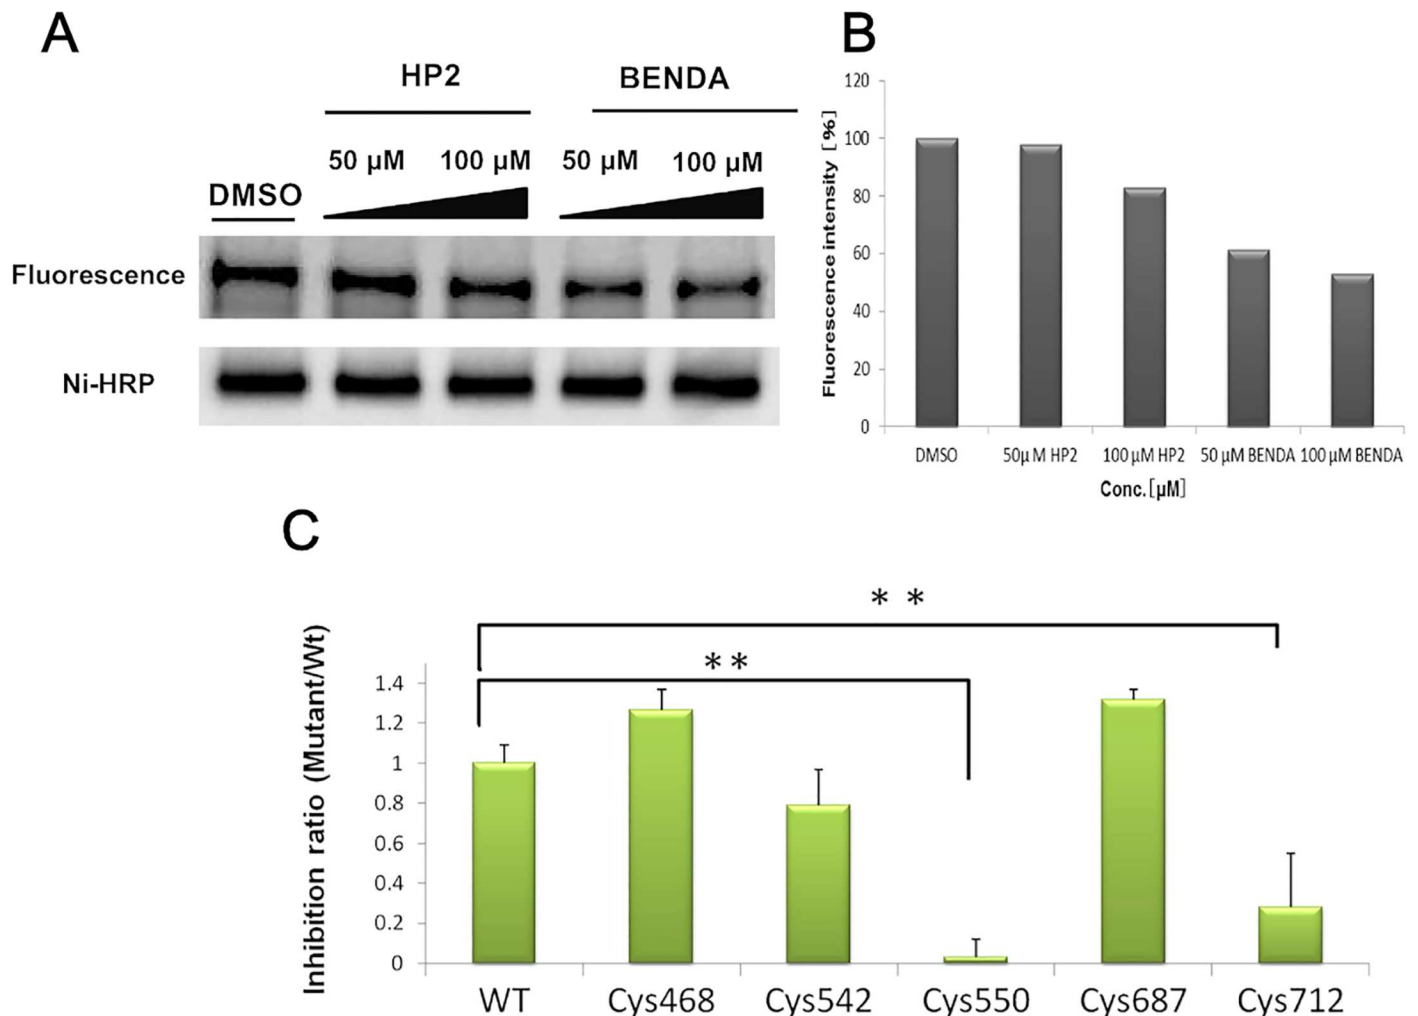 A
HP2
BENDA
50 μM
100 μM
50 μM
100 μM
DMSO
Fluorescence
Ni-HRP
B
Fluorescence intensity [%]
120
100
80
60
40
20
0
DMSO
50μ M HP2
100 μM HP2
50 μM BENDA
100 μM BENDA
Conc.[μM]
C
* *
**
Inhibition ratio (Mutant/Wt)
1.4
1.2
1
0.8
0.6
0.4
0.2
0
WT
Cys468
Cys542
Cys550
Cys687
Cys712